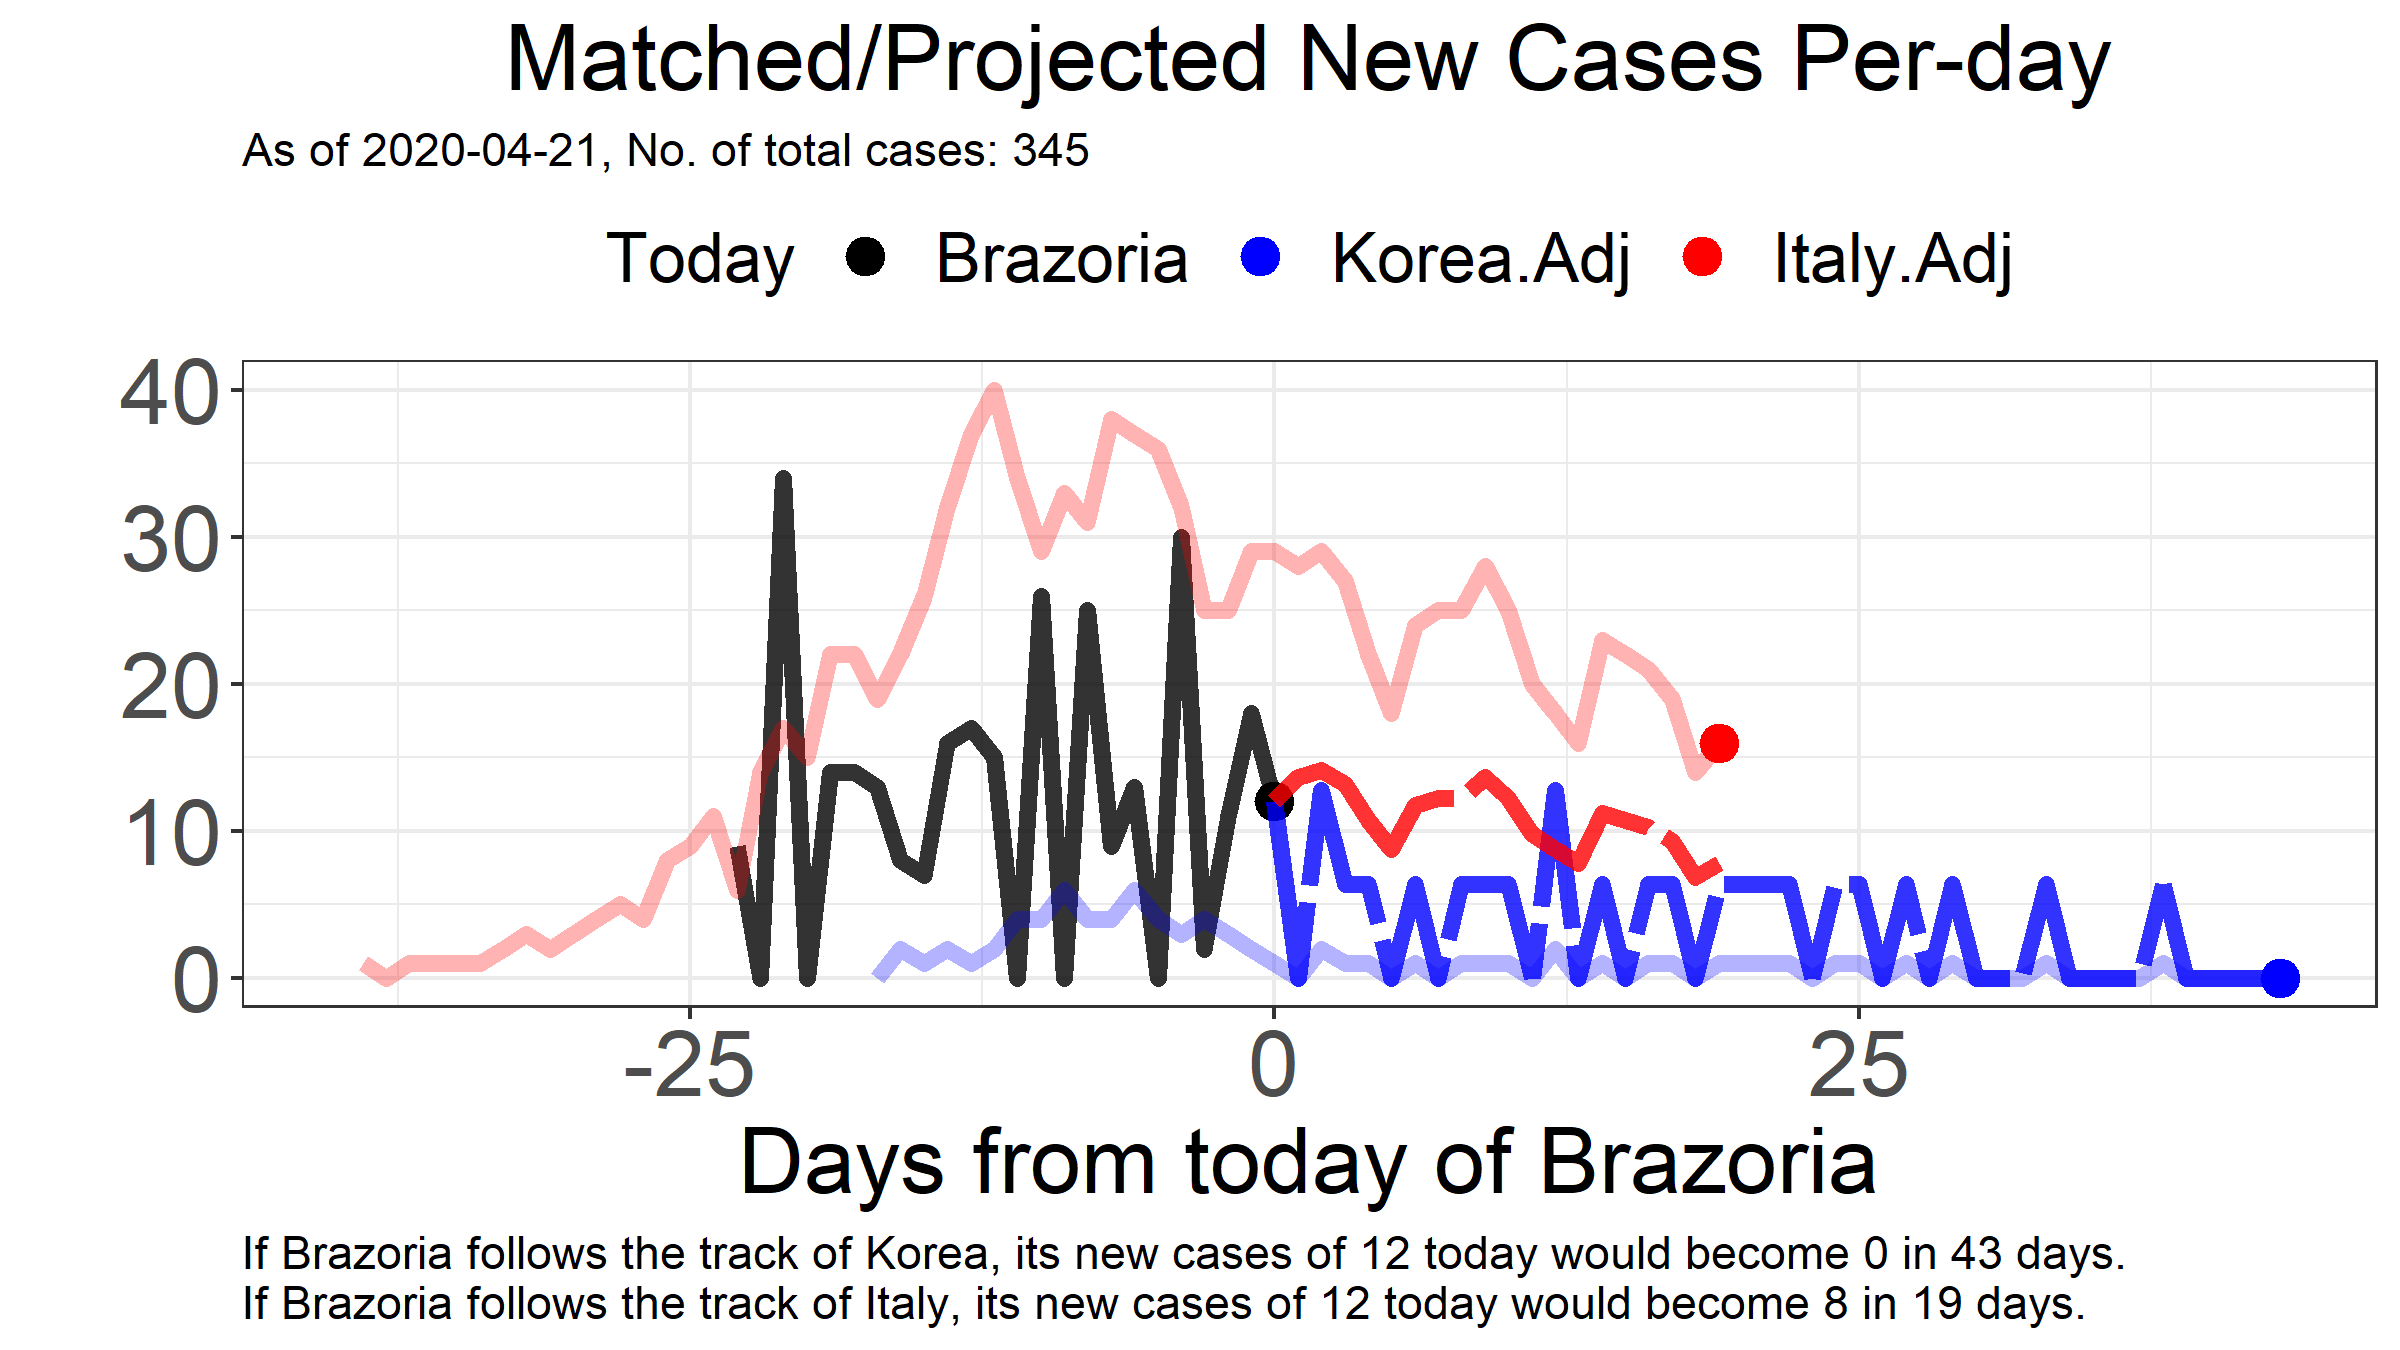 Matched/Projected New Cases Per-day
As of 2020-04-21, No. of total cases: 345
Today Brazoria Korea.Adj Italy.Adj
40
30
20
10
0
-25 0 25
Days from today of Brazoria
If Brazoria follows the track of Korea, its new cases of 12 today would become 0 in 43 days.
If Brazoria follows the track of Italy, its new cases of 12 today would become 8 in 19 days.